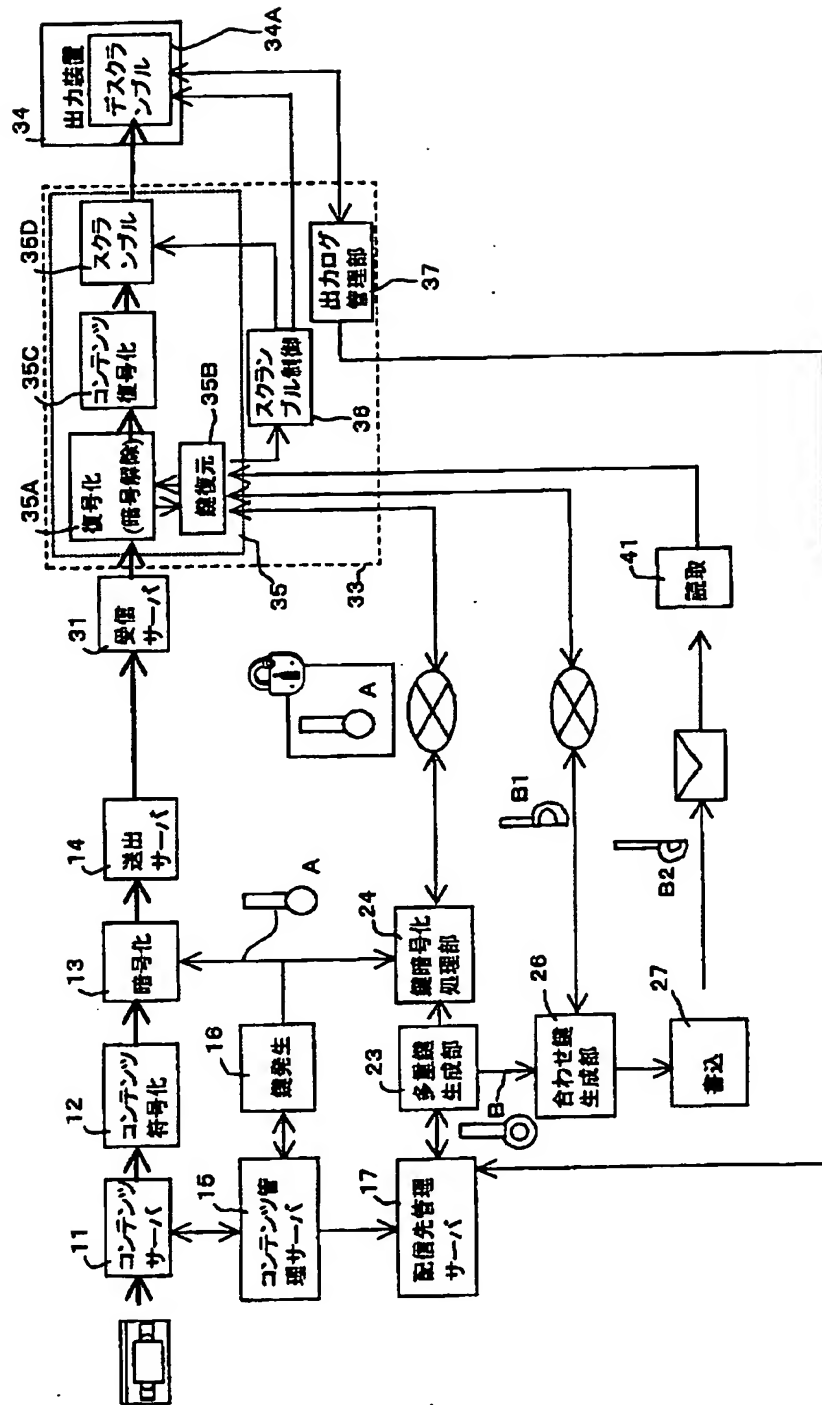 11
コンテンツ
サーバ
12
コンテンツ
符号化
13
暗号化
14
送出
サーバ
31
受信
サーバ
35A
復号化
(暗号解除)
35C
コンテンツ
復号化
36D
スクラ
ンブル
34
出力装置
デスクラ
ンブル
34A
35B
鍵復元
スクラン
ブル制御
36
出力ログ
管理部
37
35
33
15
コンテンツ管
理サーバ
16
鍵発生
A
A
17
配信先管理
サーバ
23
多重鍵
生成部
24
鍵暗号化
処理部
B
26
合わせ鍵
生成部
B1
27
書込
B2
41
読取